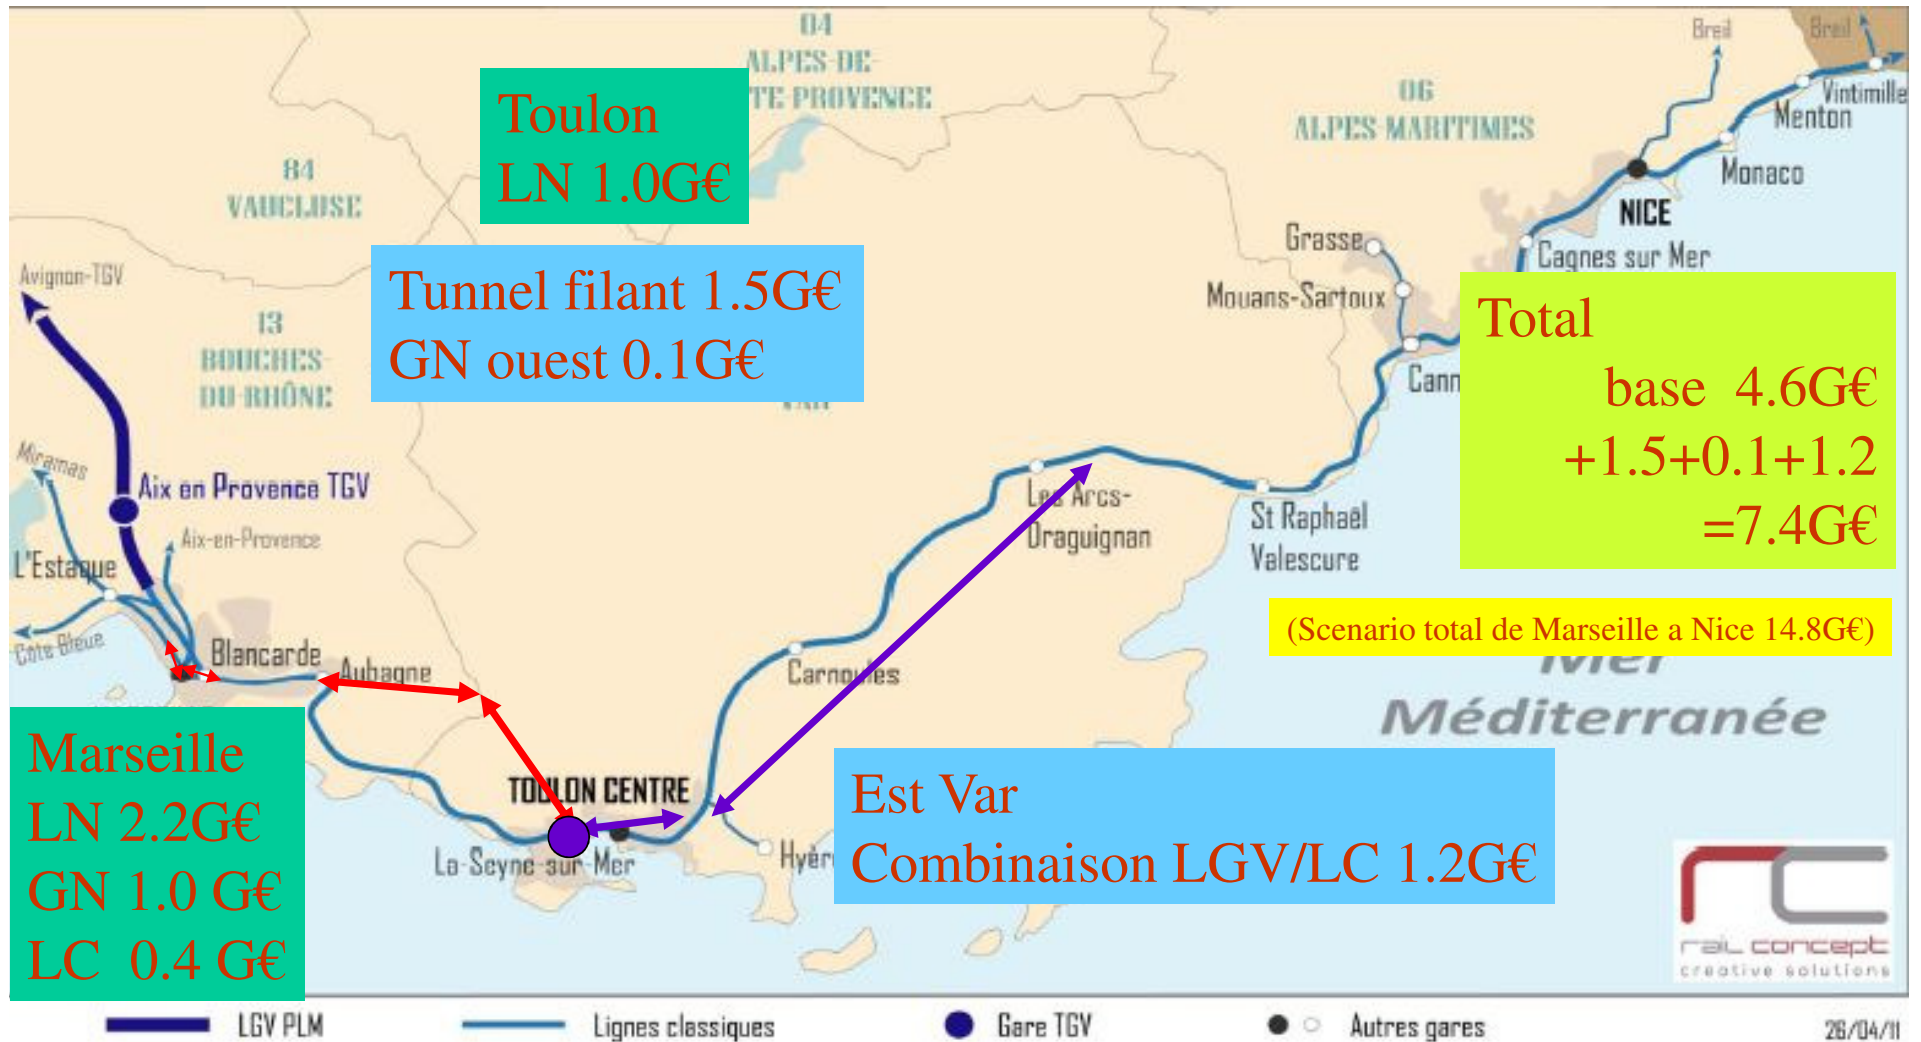 04
ALPES-DE-
TE-PROVENCE
Breil
Breil
Toulon
LN 1.0G€
06
ALPES-MARITIMES
Vintimille
Menton
Monaco
84
VAUCLUSE
NICE
Grasse
Cagnes sur Mer
Mouans-Sartoux
Avignon-TGV
Tunnel filant 1.5G€
GN ouest 0.1G€
13
BOUCHES-
DU-RHÔNE
Cann
Total
base 4.6G€
+1.5+0.1+1.2
=7.4G€
Miramas
Aix en Provence TGV
Aix-en-Provence
L'Estaque
Les Arcs-
Draguignan
St Raphaël
Valescure
(Scenario total de Marseille a Nice 14.8G€)
Côte Bleue
Blancarde
Aubagne
Carnoules
Mer
Méditerranée
Marseille
LN 2.2G€
GN 1.0 G€
LC 0.4 G€
TOULON CENTRE
La-Seyne-sur-Mer
Hyèr
Est Var
Combinaison LGV/LC 1.2G€
rc
rail concept
creative solutions
LGV PLM
Lignes classiques
Gare TGV
Autres gares
26/04/11